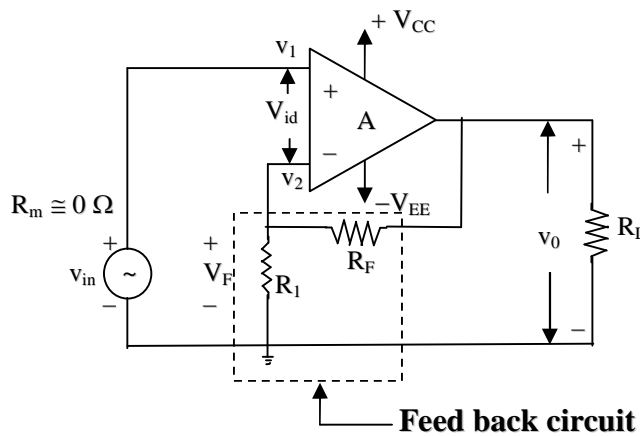 + V_CC
v_1
+
V_id
A
−
v_2
R_m ≅ 0 Ω
−V_EE
+
+
+
v_in
~
V_F
R_1
R_F
v_0
R_L
−
−
−
Feed back circuit